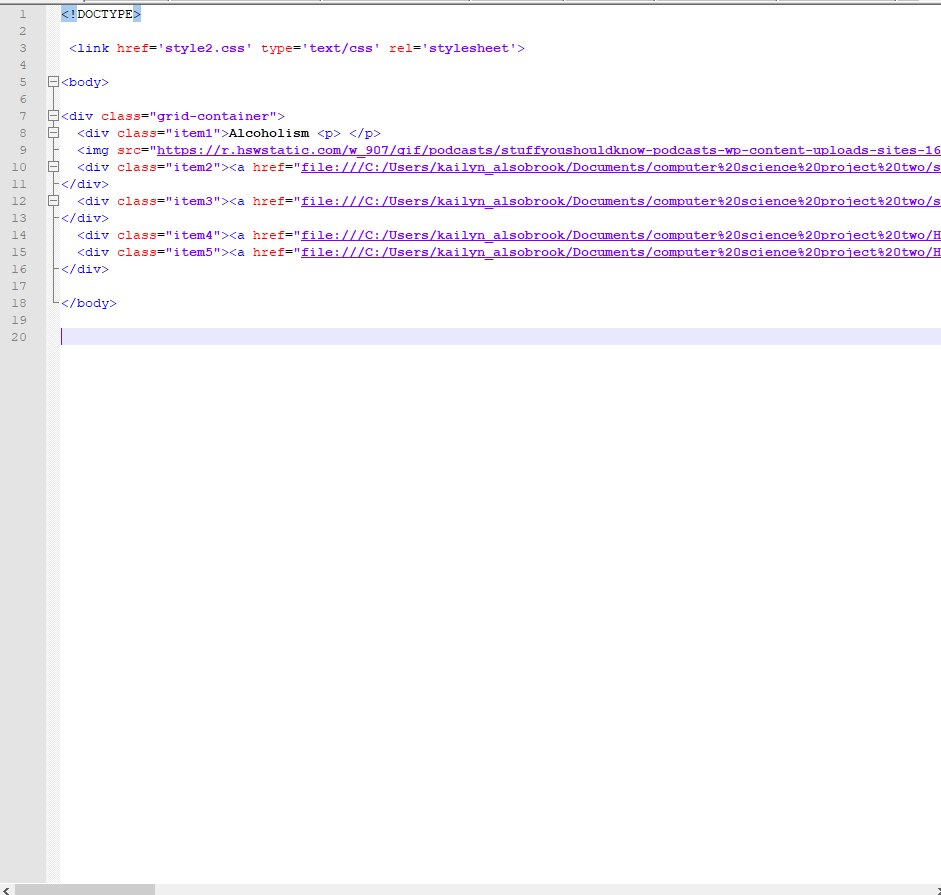 1 <!DOCTYPE>
2
3 <link href='style2.css' type='text/css' rel='stylesheet'>
4
5 <body>
6
7 <div class="grid-container">
8 <div class="item1">Alcoholism <p> </p>
9 <img src="https://r.hswstatic.com/w_907/gif/podcasts/stuffyoushouldknow-podcasts-wp-content-uploads-sites-16
10 <div class="item2"><a href="file:///C:/Users/kailyn_alsobrook/Documents/computer%20science%20project%20two/s
11 </div>
12 <div class="item3"><a href="file:///C:/Users/kailyn_alsobrook/Documents/computer%20science%20project%20two/s
13 </div>
14 <div class="item4"><a href="file:///C:/Users/kailyn_alsobrook/Documents/computer%20science%20project%20two/H
15 <div class="item5"><a href="file:///C:/Users/kailyn_alsobrook/Documents/computer%20science%20project%20two/H
16 </div>
17
18 </body>
19
20